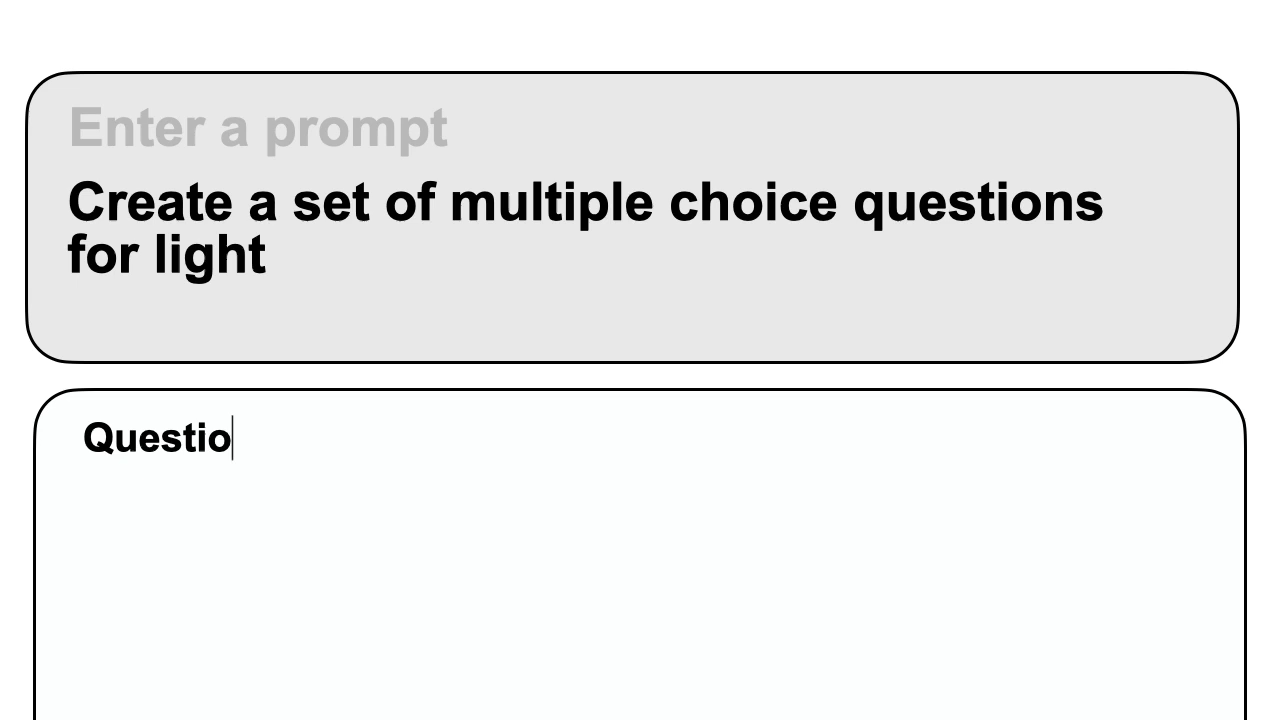 Enter a prompt
Create a set of multiple choice questions
for light
Questio